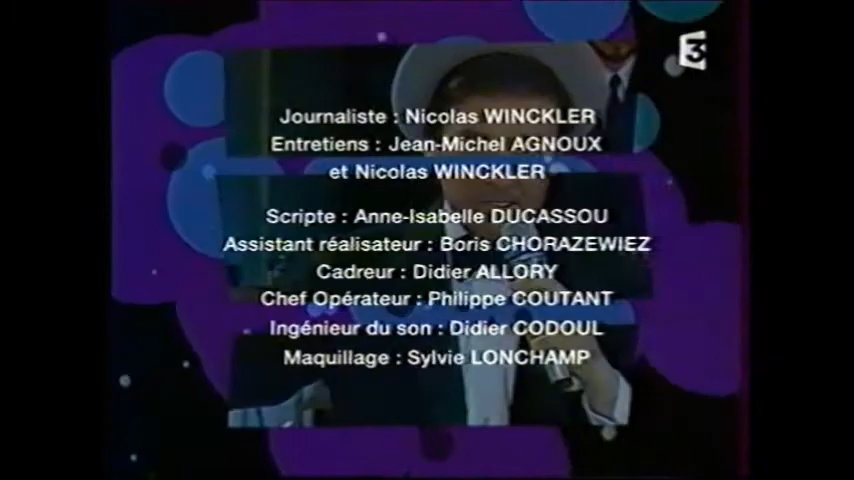 3
Journaliste : Nicolas WINCKLER
Entretiens : Jean-Michel AGNOUX
et Nicolas WINCKLER
Scripte : Anne-Isabelle DUCASSOU
Assistant réalisateur : Boris CHORAZEWIEZ
Cadreur : Didier ALLORY
Chef Opérateur : Philippe COUTANT
Ingénieur du son : Didier CODOUL
Maquillage : Sylvie LONCHAMP